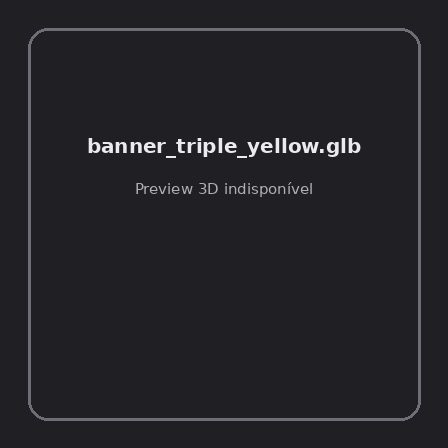 banner_triple_yellow.glb
Preview 3D indisponível